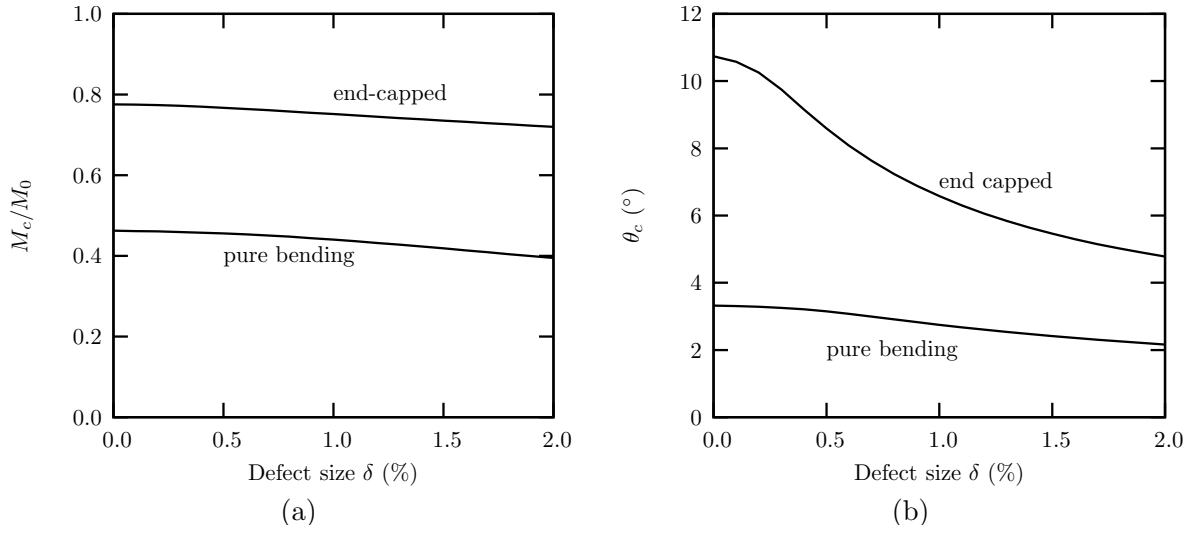 1.0
0.8
0.6
0.4
0.2
0.0
M_c/M_0
end-capped
pure bending
0.0 0.5 1.0 1.5 2.0
Defect size δ (%)
(a)
12
10
8
6
4
2
0
θ_c (°)
end capped
pure bending
0.0 0.5 1.0 1.5 2.0
Defect size δ (%)
(b)